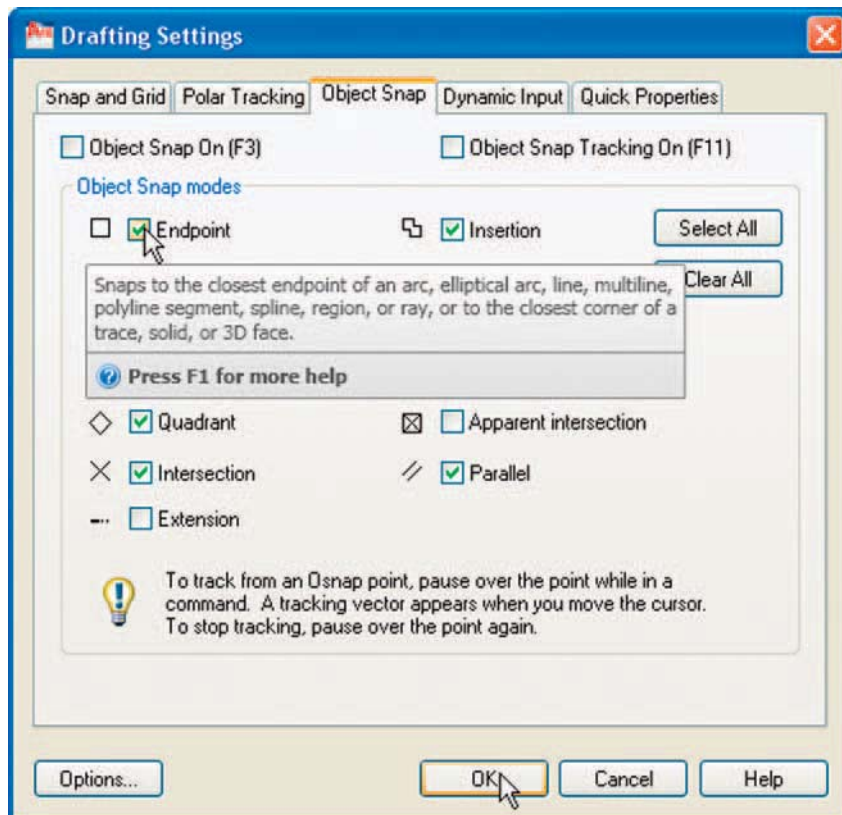 Drafting Settings
Snap and Grid Polar Tracking Object Snap Dynamic Input Quick Properties
Object Snap On (F3) Object Snap Tracking On (F11)
Object Snap modes
Endpoint Insertion Select All
Clear All
Snaps to the closest endpoint of an arc, elliptical arc, line, multiline,
polyline segment, spline, region, or ray, or to the closest corner of a
trace, solid, or 3D face.
Press F1 for more help
Quadrant Apparent intersection
Intersection Parallel
Extension
To track from an Osnap point, pause over the point while in a
command. A tracking vector appears when you move the cursor.
To stop tracking, pause over the point again.
Options... OK Cancel Help